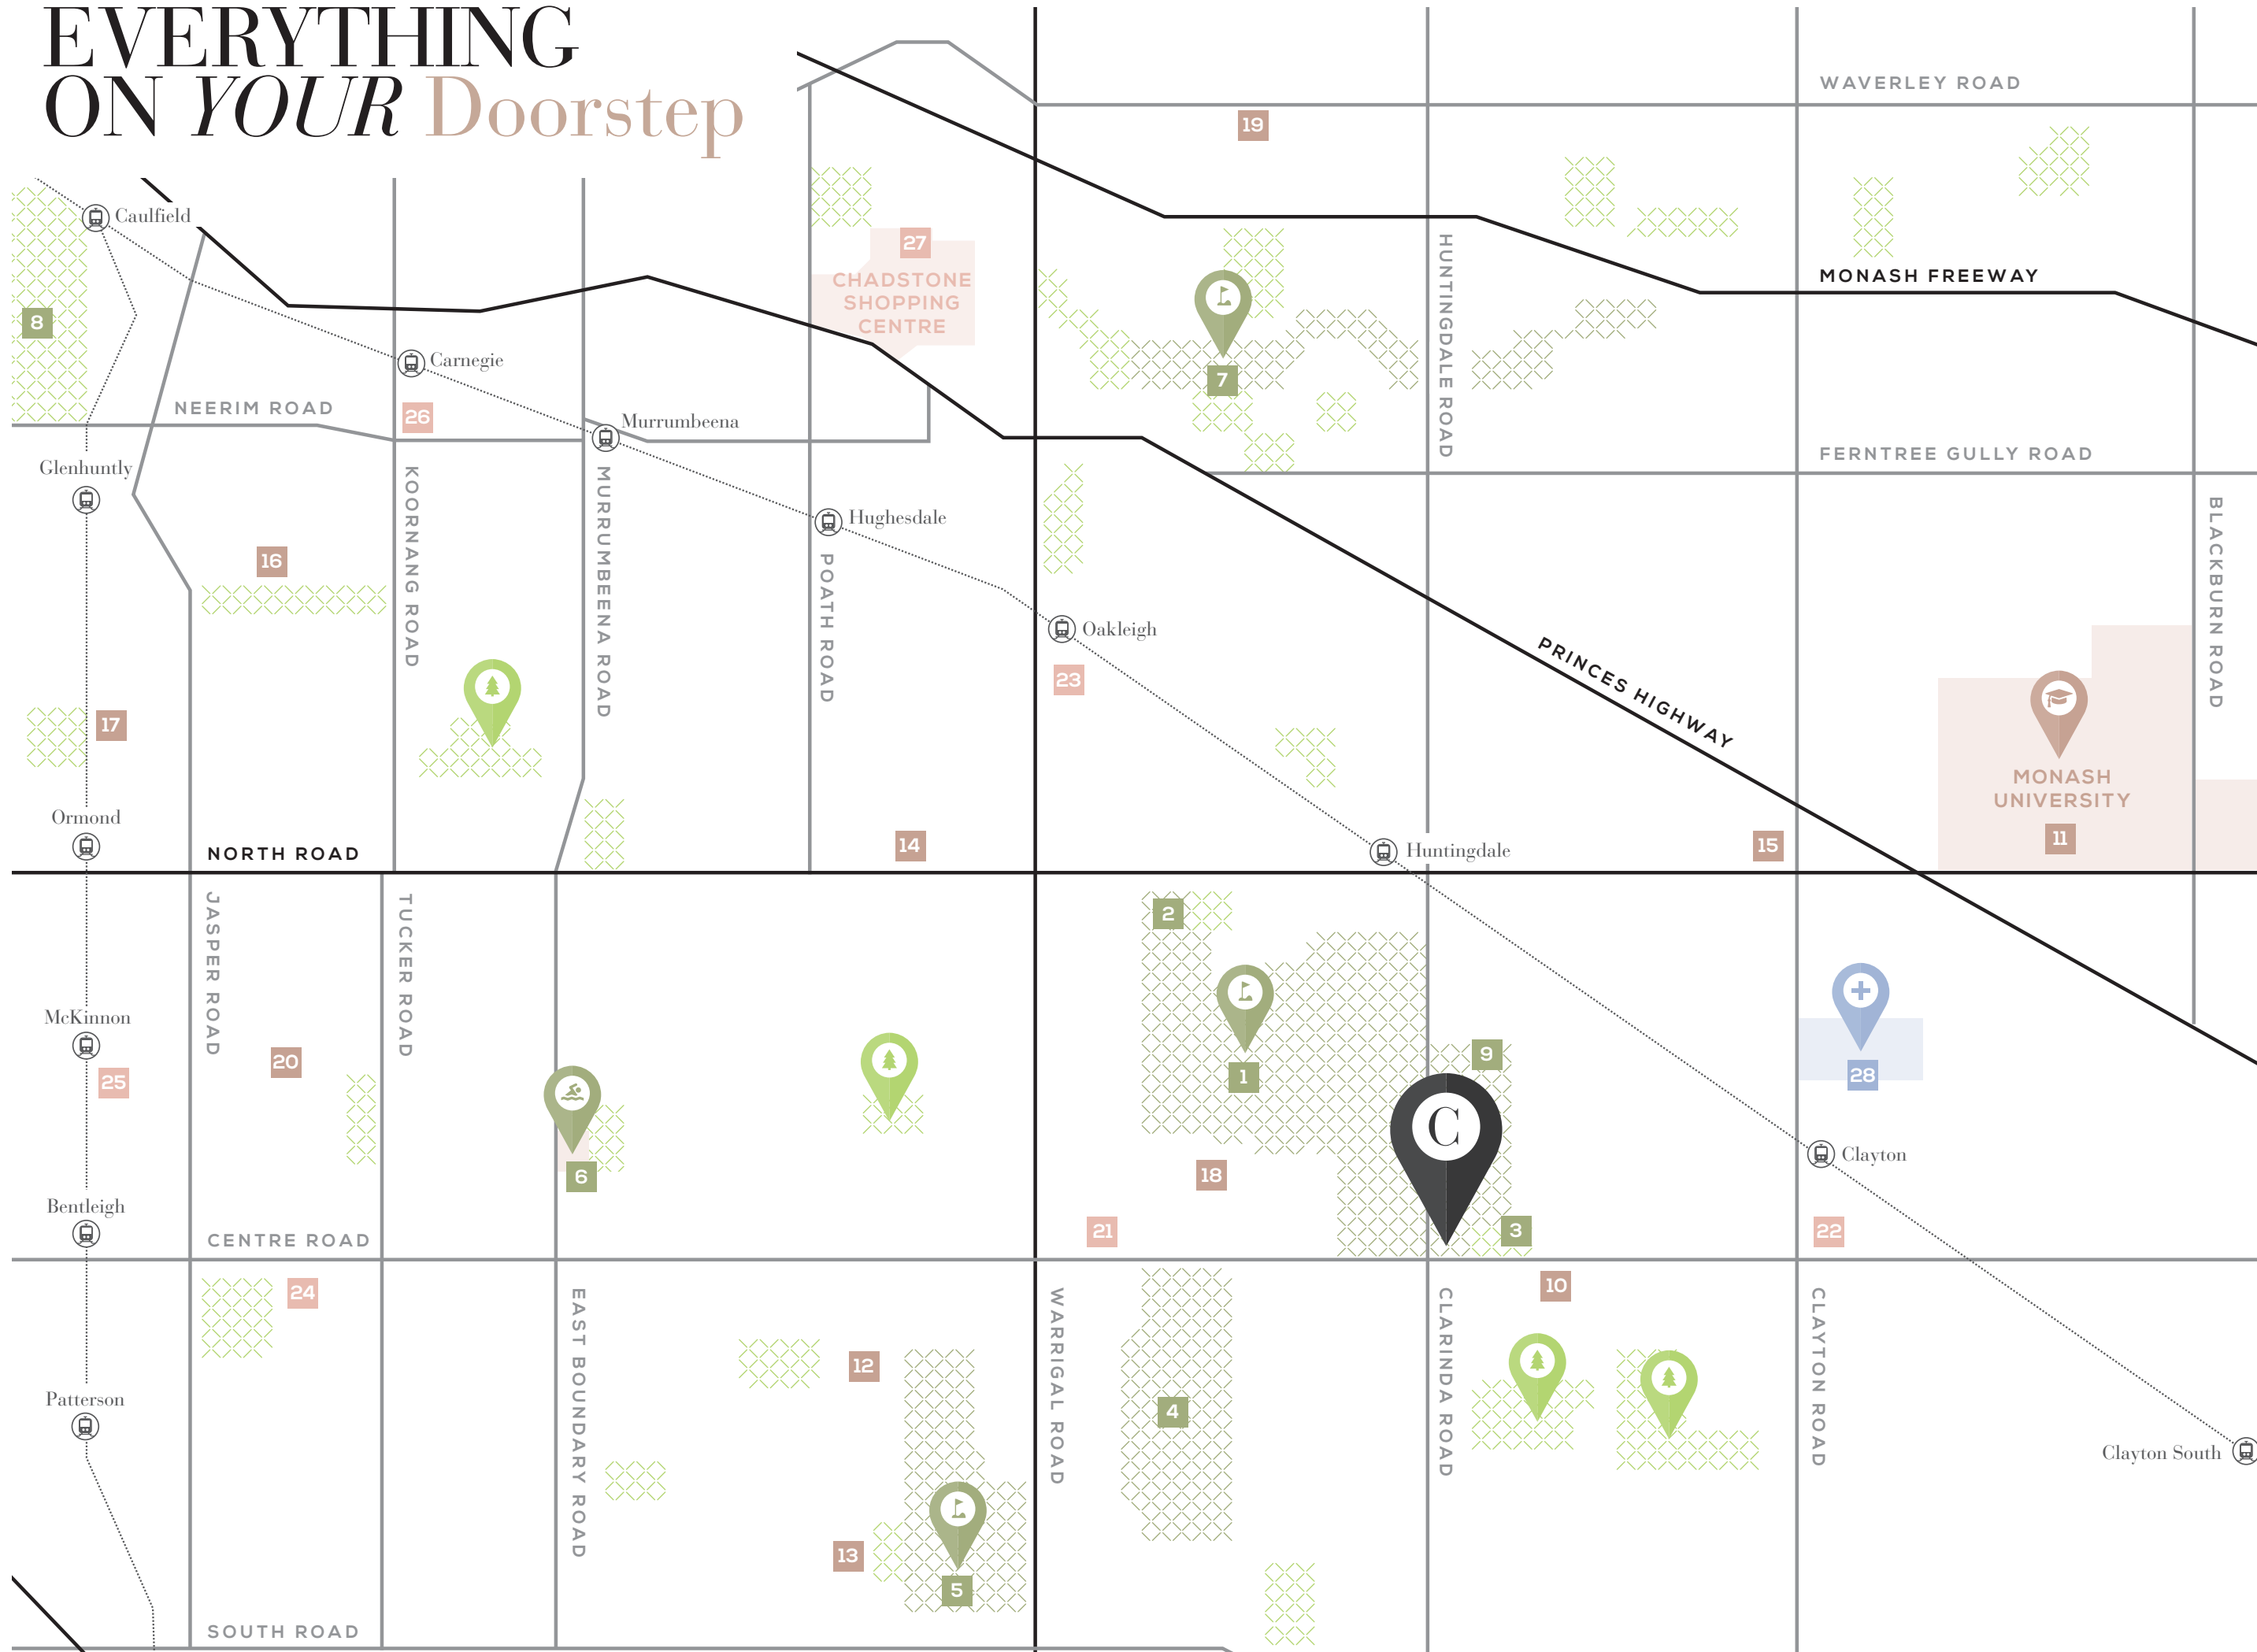 EVERYTHING
ON YOUR Doorstep
WAVERLEY ROAD
19
Caulfield
27
CHADSTONE
SHOPPING
CENTRE
HUNTINGDALE ROAD
MONASH FREEWAY
8
Carnegie
7
NEERIM ROAD
26
Murrumbeena
FERNTREE GULLY ROAD
Glenhuntly
KOORNANG ROAD
MURRUMBEENA ROAD
Hughesdale
POATH ROAD
BLACKBURN ROAD
16
Oakleigh
23
PRINCES HIGHWAY
17
MONASH
UNIVERSITY
11
Ormond
NORTH ROAD
14
Huntingdale
15
JASPER ROAD
TUCKER ROAD
2
McKinnon
25
20
1
9
28
C
6
18
Clayton
Bentleigh
CENTRE ROAD
21
3
22
24
EAST BOUNDARY ROAD
WARRIGAL ROAD
CLARINDA ROAD
10
CLAYTON ROAD
12
4
Patterson
Clayton South
13
5
SOUTH ROAD